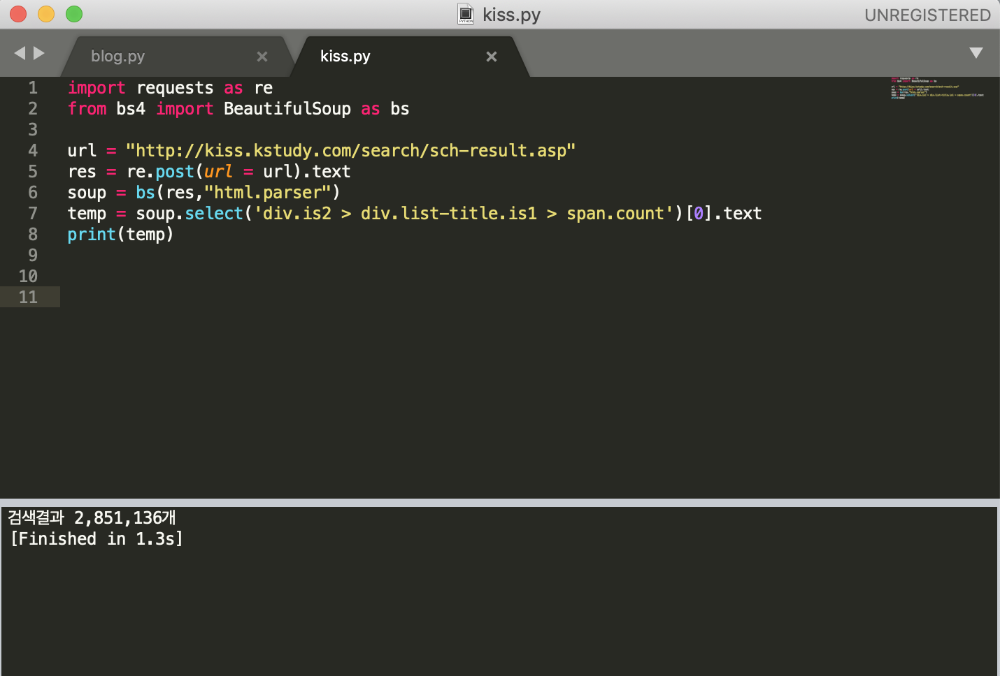 kiss.py
UNREGISTERED
blog.py
kiss.py
1 import requests as re
2 from bs4 import BeautifulSoup as bs
3
4 url = "http://kiss.kstudy.com/search/sch-result.asp"
5 res = re.post(url = url).text
6 soup = bs(res,"html.parser")
7 temp = soup.select('div.is2 > div.list-title.is1 > span.count')[0].text
8 print(temp)
9
10
11
검색결과 2,851,136개
[Finished in 1.3s]